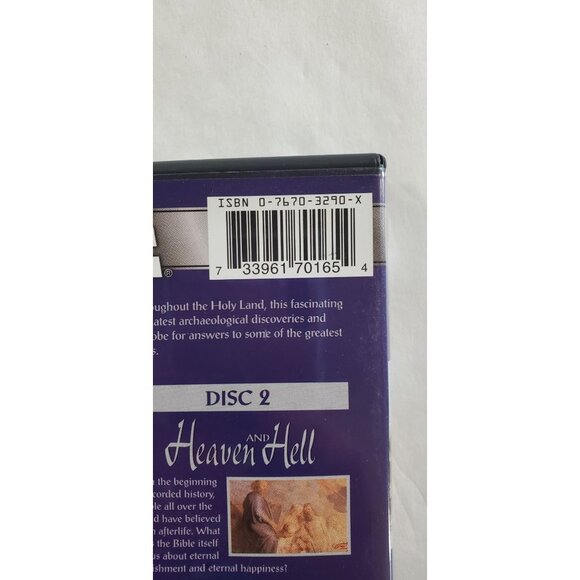 ISBN 0-7670-3290-X
7 33961 70165 4
®
oughout the Holy Land, this fascinating
atest archaeological discoveries and
obe for answers to some of the greatest
s.
DISC 2
Heaven AND Hell
n the beginning
corded history,
ple all over the
d have believed
n afterlife. What
s the Bible itself
us about eternal
ishment and eternal happiness?